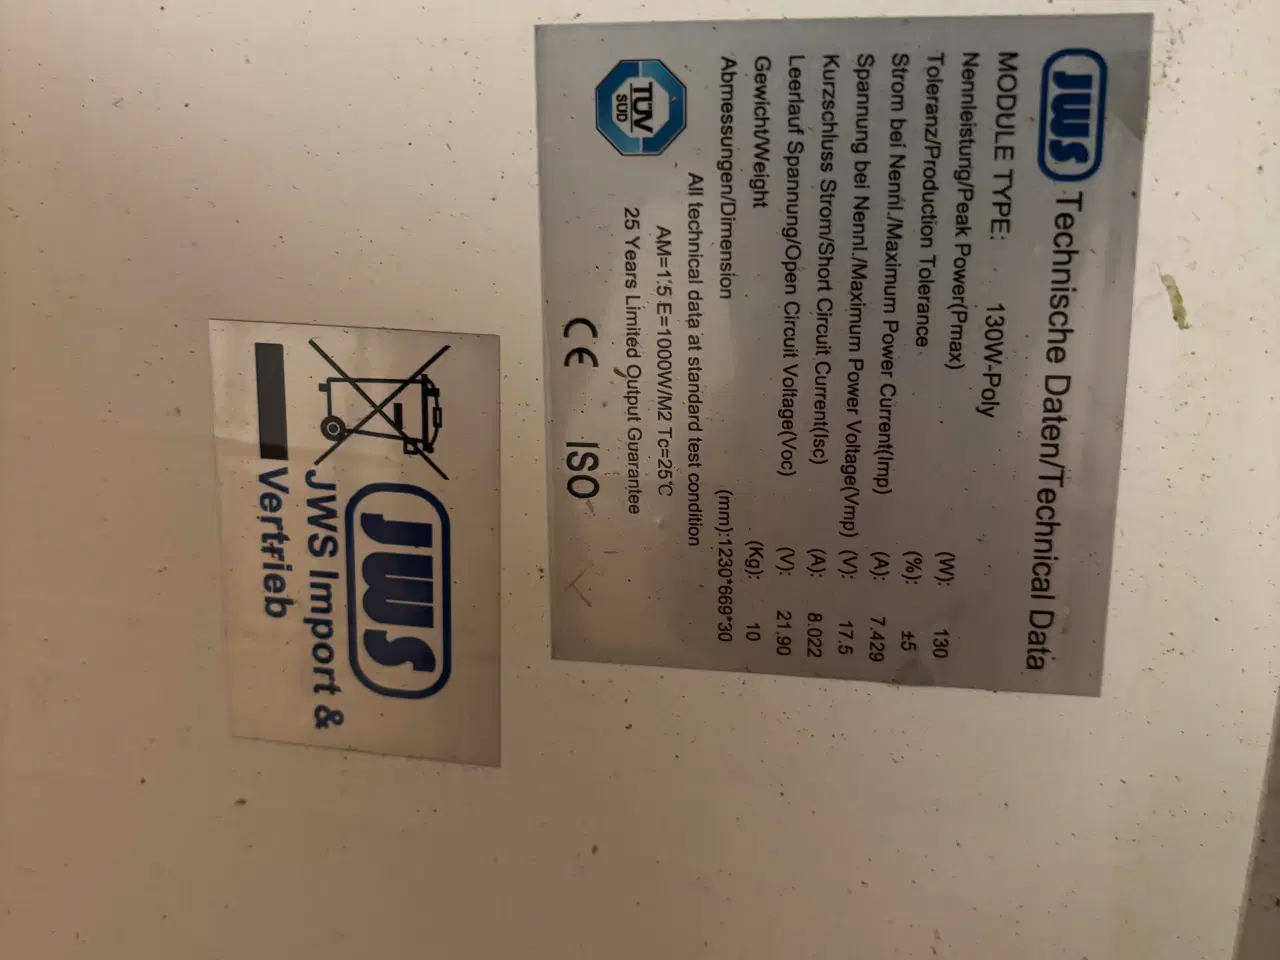 JWS Technische Daten/Technical Data
MODULE TYPE: 130W-Poly
Nennleistung/Peak Power(Pmax) (W): 130
Toleranz/Production Tolerance (%): ±5
Strom bei Nennl./Maximum Power Current(Imp) (A): 7.429
Spannung bei Nennl./Maximum Power Voltage(Vmp) (V): 17.5
Kurzschluss Strom/Short Circuit Current(Isc) (A): 8.022
Leerlauf Spannung/Open Circuit Voltage(Voc) (V): 21.90
Gewicht/Weight (Kg): 10
Abmessungen/Dimension (mm):1230*669*30
All technical data at standard test condition
AM=1.5 E=1000W/M2 Tc=25℃
25 Years Limited Output Guarantee
TÜV
SÜD
CE ISO
JWS
JWS Import &
Vertrieb